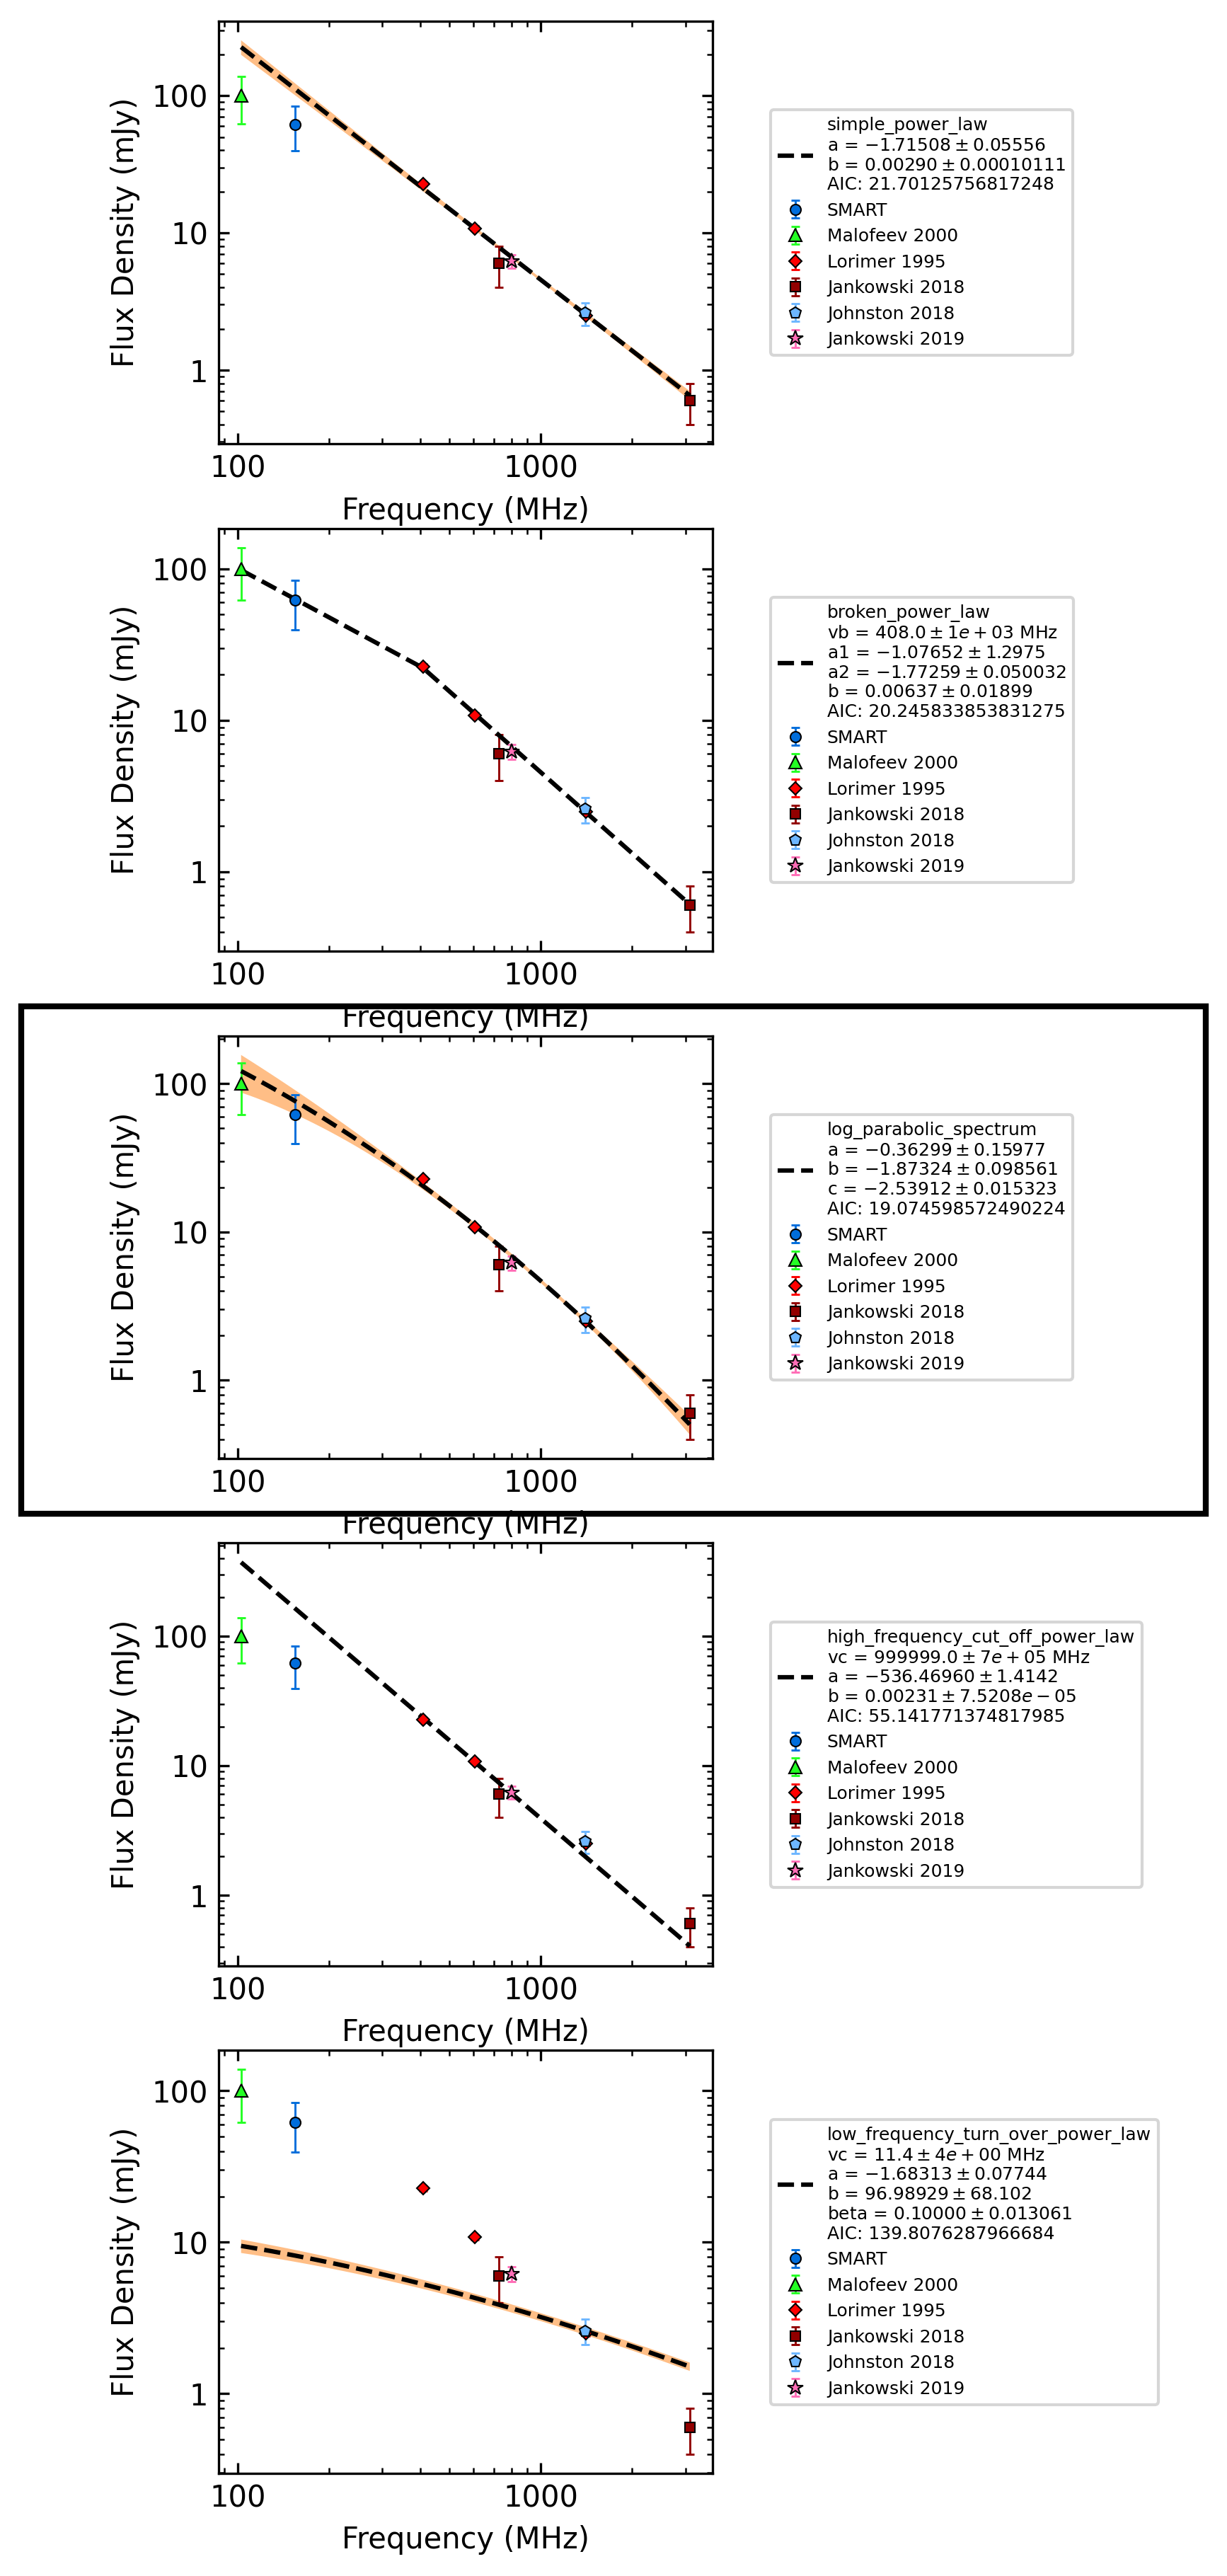 100
10
1
Flux Density (mJy)
100 1000
Frequency (MHz)
simple_power_law
a = −1.71508 ± 0.05556
b = 0.00290 ± 0.00010111
AIC: 21.70125756817248
SMART
Malofeev 2000
Lorimer 1995
Jankowski 2018
Johnston 2018
Jankowski 2019
100
10
1
Flux Density (mJy)
100 1000
Frequency (MHz)
broken_power_law
vb = 408.0 ± 1e + 03 MHz
a1 = −1.07652 ± 1.2975
a2 = −1.77259 ± 0.050032
b = 0.00637 ± 0.01899
AIC: 20.245833853831275
SMART
Malofeev 2000
Lorimer 1995
Jankowski 2018
Johnston 2018
Jankowski 2019
100
10
1
Flux Density (mJy)
100 1000
Frequency (MHz)
log_parabolic_spectrum
a = −0.36299 ± 0.15977
b = −1.87324 ± 0.098561
c = −2.53912 ± 0.015323
AIC: 19.074598572490224
SMART
Malofeev 2000
Lorimer 1995
Jankowski 2018
Johnston 2018
Jankowski 2019
100
10
1
Flux Density (mJy)
100 1000
Frequency (MHz)
high_frequency_cut_off_power_law
vc = 999999.0 ± 7e + 05 MHz
a = −536.46960 ± 1.4142
b = 0.00231 ± 7.5208e − 05
AIC: 55.141771374817985
SMART
Malofeev 2000
Lorimer 1995
Jankowski 2018
Johnston 2018
Jankowski 2019
100
10
1
Flux Density (mJy)
100 1000
Frequency (MHz)
low_frequency_turn_over_power_law
vc = 11.4 ± 4e + 00 MHz
a = −1.68313 ± 0.07744
b = 96.98929 ± 68.102
beta = 0.10000 ± 0.013061
AIC: 139.8076287966684
SMART
Malofeev 2000
Lorimer 1995
Jankowski 2018
Johnston 2018
Jankowski 2019